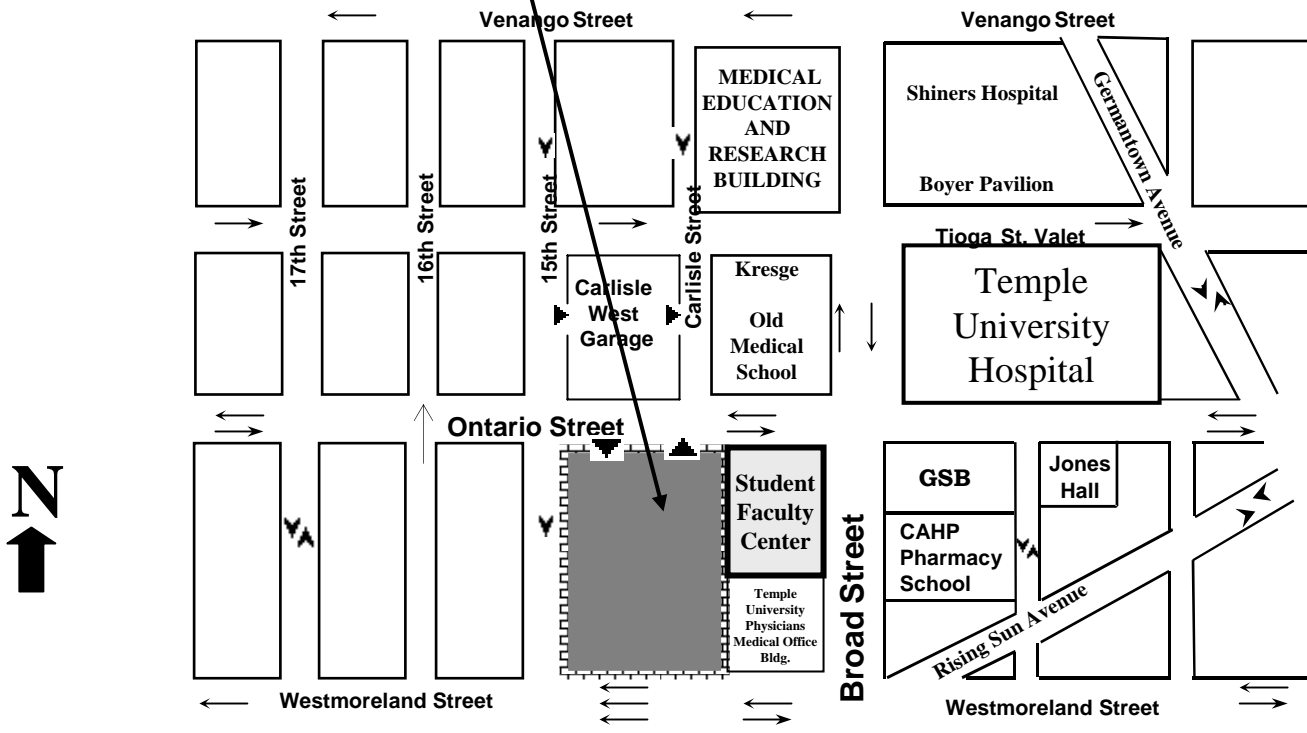 Venango Street
Venango Street
MEDICAL
EDUCATION
AND
RESEARCH
BUILDING
Shiners Hospital
Boyer Pavilion
Germantown Avenue
17th Street
16th Street
15th Street
Carlisle Street
Tioga St. Valet
Carlisle
West
Garage
Kresge
Old
Medical
School
Temple
University
Hospital
Ontario Street
N
Student
Faculty
Center
GSB
Jones
Hall
CAHP
Pharmacy
School
Temple
University
Physicians
Medical Office
Bldg.
Broad Street
Rising Sun Avenue
Westmoreland Street
Westmoreland Street